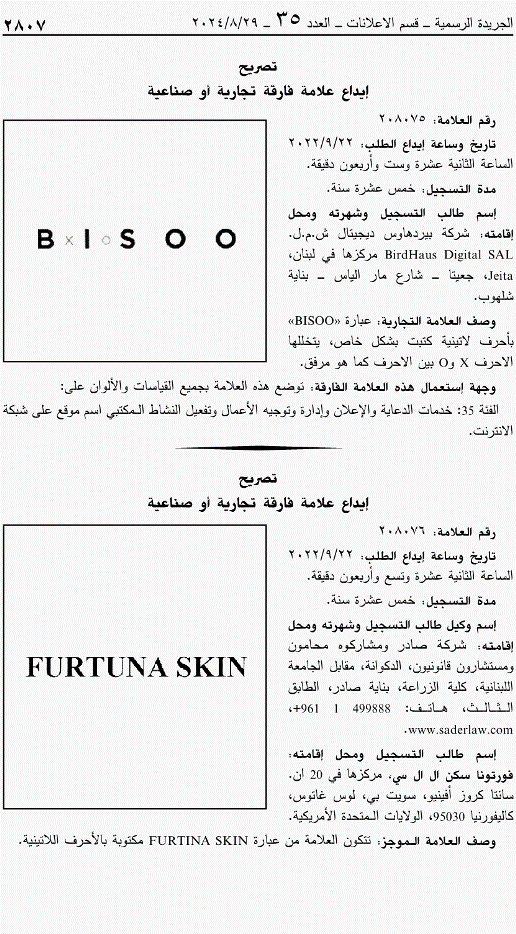 الجريدة الرسمية ــ قسم الاعلانات ــ العدد ٣٥ ــ ٢٠٢٤/٨/٢٩
٢٨٠٧
تصريح
إيداع علامة فارقة تجارية أو صناعية
رقم العلامة: ٢٠٨٠٧٥
تاريخ وساعة إيداع الطلب: ٢٠٢٢/٩/٢٢
الساعة الثانية عشرة وست وأربعون دقيقة.
مدة التسجيل: خمس عشرة سنة.
إسم طالب التسجيل وشهرته ومحل
إقامته: شركة بيردهاوس ديجيتال ش.م.ل.
BirdHaus Digital SAL مركزها في لبنان،
Jeita، جعيتا ــ شارع مار الياس ــ بناية
شلهوب.
وصف العلامة التجارية: عبارة «BISOO»
بأحرف لاتينية كتبت بشكل خاص، يتخللها
الاحرف X وO بين الاحرف كما هو مرفق.
B x I o S O O
وجهة إستعمال هذه العلامة الفارقة: توضع هذه العلامة بجميع القياسات والألوان على:
الفئة 35: خدمات الدعاية والإعلان وإدارة وتوجيه الأعمال وتفعيل النشاط المكتبي اسم موقع على شبكة
الانترنت.
تصريح
إيداع علامة فارقة تجارية أو صناعية
رقم العلامة: ٢٠٨٠٧٦
تاريخ وساعة إيداع الطلب: ٢٠٢٢/٩/٢٢
الساعة الثانية عشرة وتسع وأربعون دقيقة.
مدة التسجيل: خمس عشرة سنة.
إسم وكيل طالب التسجيل وشهرته ومحل
إقامته: شركة صادر ومشاركوه محامون
ومستشارون قانونيون، الدكوانة، مقابل الجامعة
اللبنانية، كلية الزراعة، بناية صادر، الطابق
الـثـالـث، هـاتـف: 499888 1 961+،
www.saderlaw.com.
إسم طالب التسجيل ومحل إقامته:
فورتونا سكن ال ال سي، مركزها في 20 ان.
سانتا كروز أفينيو، سويت بي، لوس غاتوس،
كاليفورنيا 95030، الولايات المتحدة الأمريكية.
FURTUNA SKIN
وصف العلامة الموجز: تتكون العلامة من عبارة FURTINA SKIN مكتوبة بالأحرف اللاتينية.